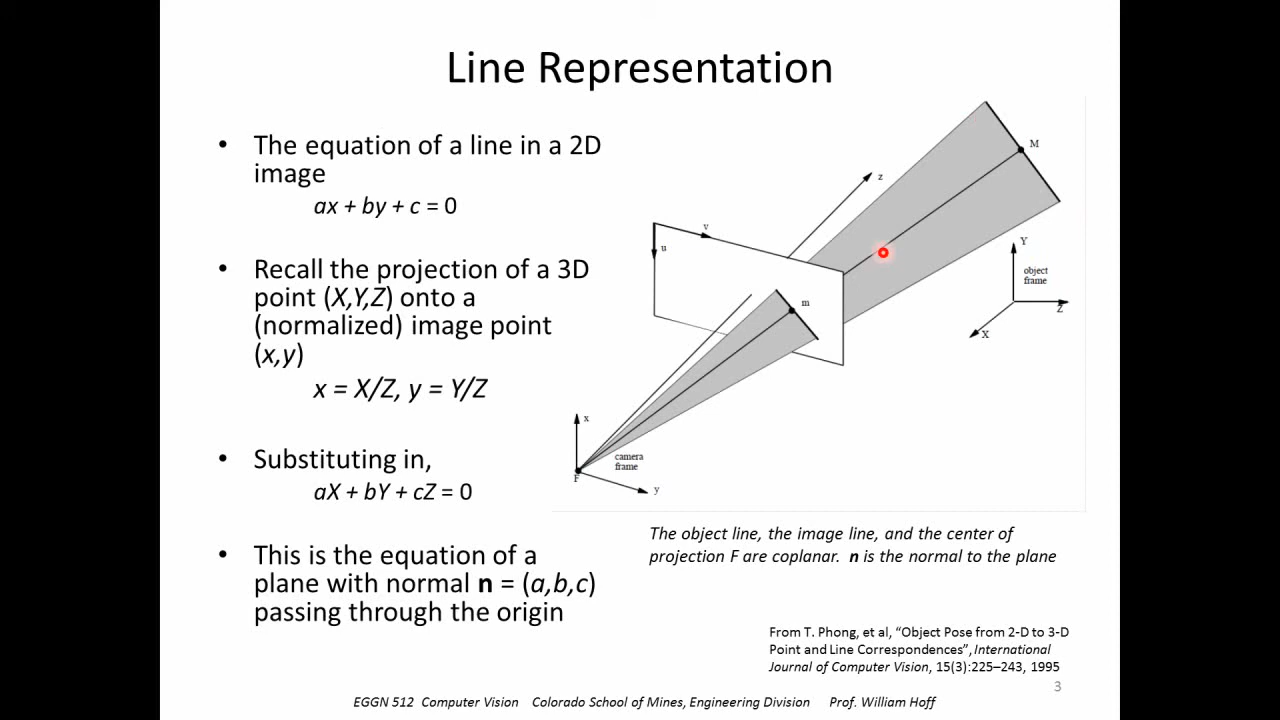 Line Representation
• The equation of a line in a 2D
image
ax + by + c = 0
• Recall the projection of a 3D
point (X,Y,Z) onto a
(normalized) image point
(x,y)
x = X/Z, y = Y/Z
• Substituting in,
aX + bY + cZ = 0
• This is the equation of a
plane with normal n = (a,b,c)
passing through the origin
M
z
v
u
Y
object
frame
Z
X
m
x
camera
frame
F
y
The object line, the image line, and the center of
projection F are coplanar. n is the normal to the plane
From T. Phong, et al, “Object Pose from 2-D to 3-D
Point and Line Correspondences”, International
Journal of Computer Vision, 15(3):225–243, 1995
3
EGGN 512 Computer Vision Colorado School of Mines, Engineering Division Prof. William Hoff